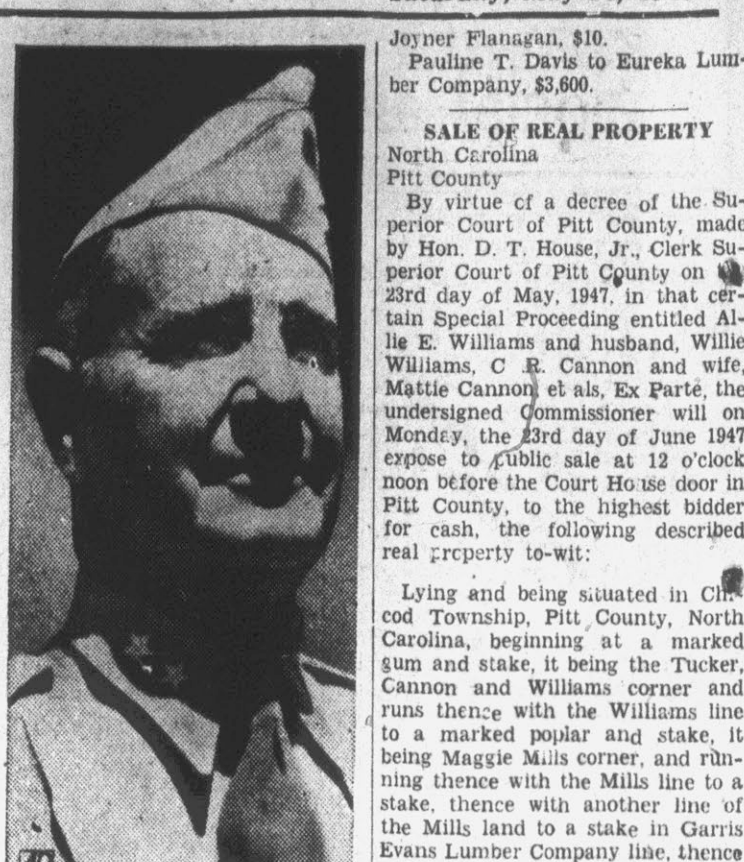 Joyner Flanagan, $10.
Pauline T. Davis to Eureka Lum-
ber Company, $3,600.
SALE OF REAL PROPERTY
North Carolina
Pitt County
By virtue cf a decree of the Su-
perior Court of Pitt County, made
by Hon. D. T. House, Jr., Clerk Su-
perior Court of Pitt County on
23rd day of May, 1947, in that cer-
tain Special Proceeding entitled Al-
lie E. Williams and husband, Willie
Williams, C R. Cannon and wife,
Mattie Cannon, et als, Ex Parte, the
undersigned Commissioner will on
Monday, the 23rd day of June 1947
expose to public sale at 12 o'clock
noon before the Court House door in
Pitt County, to the highest bidder
for cash, the following described
real prcperty to-wit:
Lying and being situated in Chi-
cod Township, Pitt County, North
Carolina, beginning at a marked
gum and stake, it being the Tucker,
Cannon and Williams corner and
runs thence with the Williams line
to a marked poplar and stake, it
being Maggie Mills corner, and run-
ning thence with the Mills line to a
stake, thence with another line of
the Mills land to a stake in Garris
Evans Lumber Company line, thence